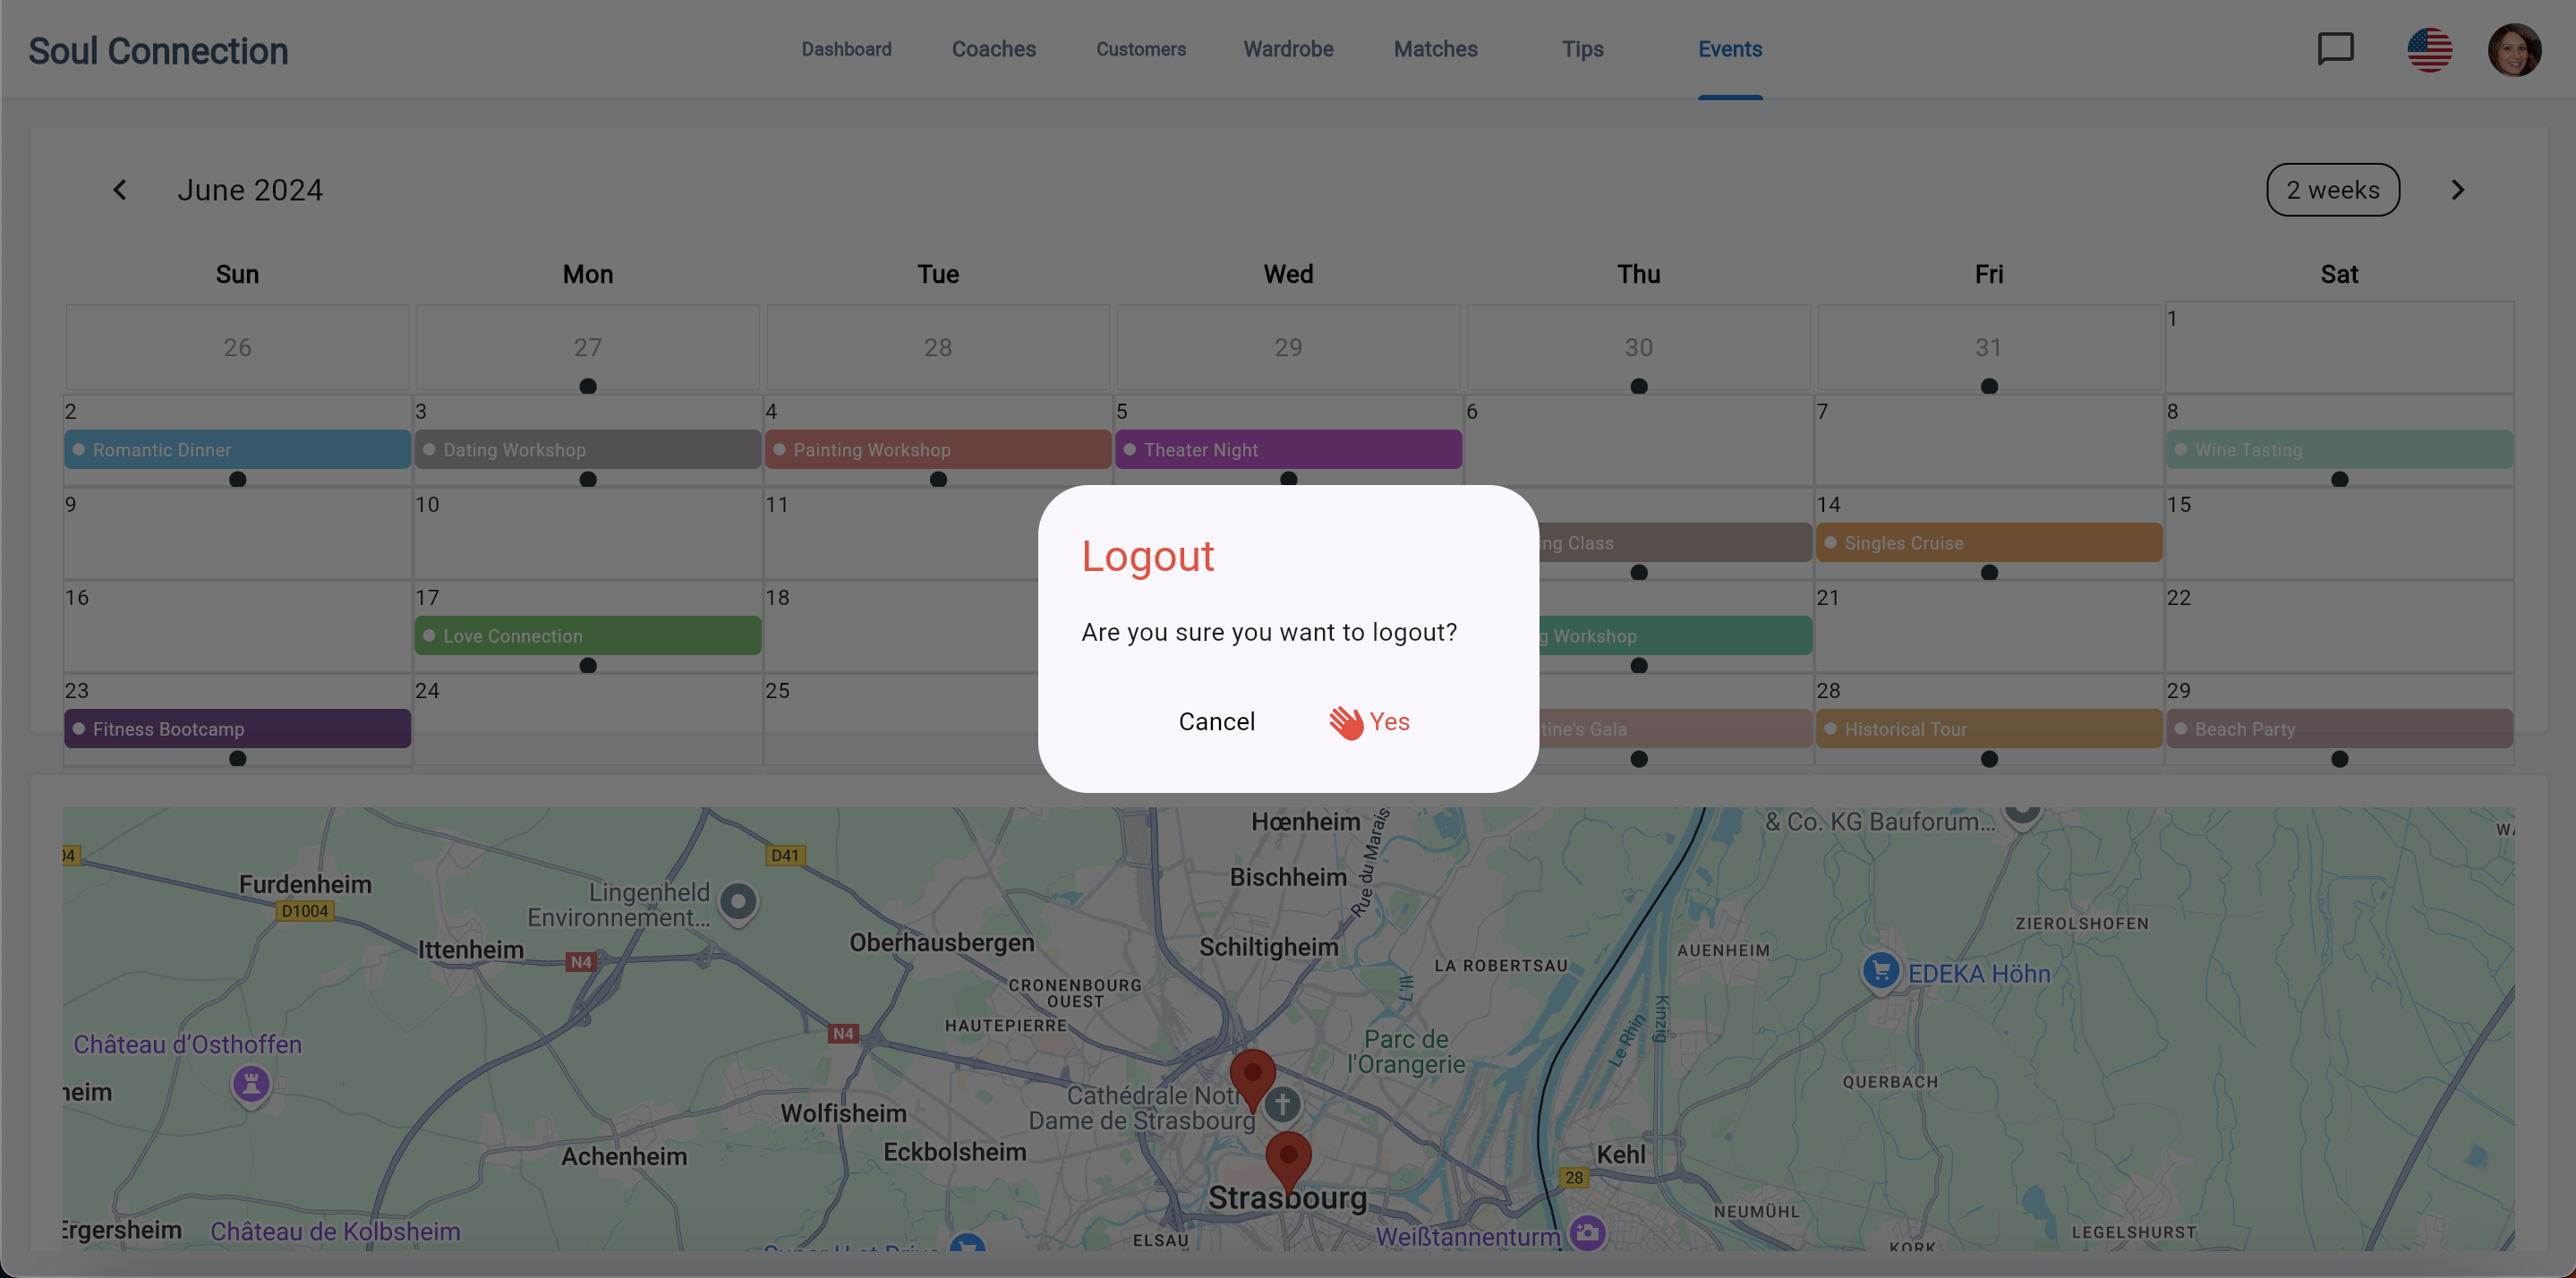 Soul Connection
Dashboard Coaches Customers Wardrobe Matches Tips Events
June 2024
2 weeks
Sun Mon Tue Wed Thu Fri Sat
26 27 28 29 30 31 1
2 3 4 5 6 7 8
Romantic Dinner Dating Workshop Painting Workshop Theater Night Wine Tasting
9 10 11 14 15
ing Class Singles Cruise
16 17 18 21 22
Love Connection g Workshop
23 24 25 28 29
Fitness Bootcamp tine's Gala Historical Tour Beach Party
Logout
Are you sure you want to logout?
Cancel Yes
Hœnheim
& Co. KG Bauforum...
04
D41
Furdenheim
D1004
Lingenheld
Environnement...
Bischheim
Rue du Marais
Ittenheim
N4
Oberhausbergen
Schiltigheim
ZIEROLSHOFEN
AUENHEIM
LA ROBERTSAU
EDEKA Höhn
CRONENBOURG
OUEST
L'Ill
Kinzig
HAUTEPIERRE
N4
Le Rhin
Château d'Osthoffen
Parc de
l'Orangerie
heim
QUERBACH
Cathédrale Notr
Dame de Strasbourg
Wolfisheim
Eckbolsheim
Achenheim
Kehl
28
Strasbourg
NEUMÜHL
Ergersheim
Château de Kolbsheim
Weißtannenturm
LEGELSHURST
ELSAU
KORK